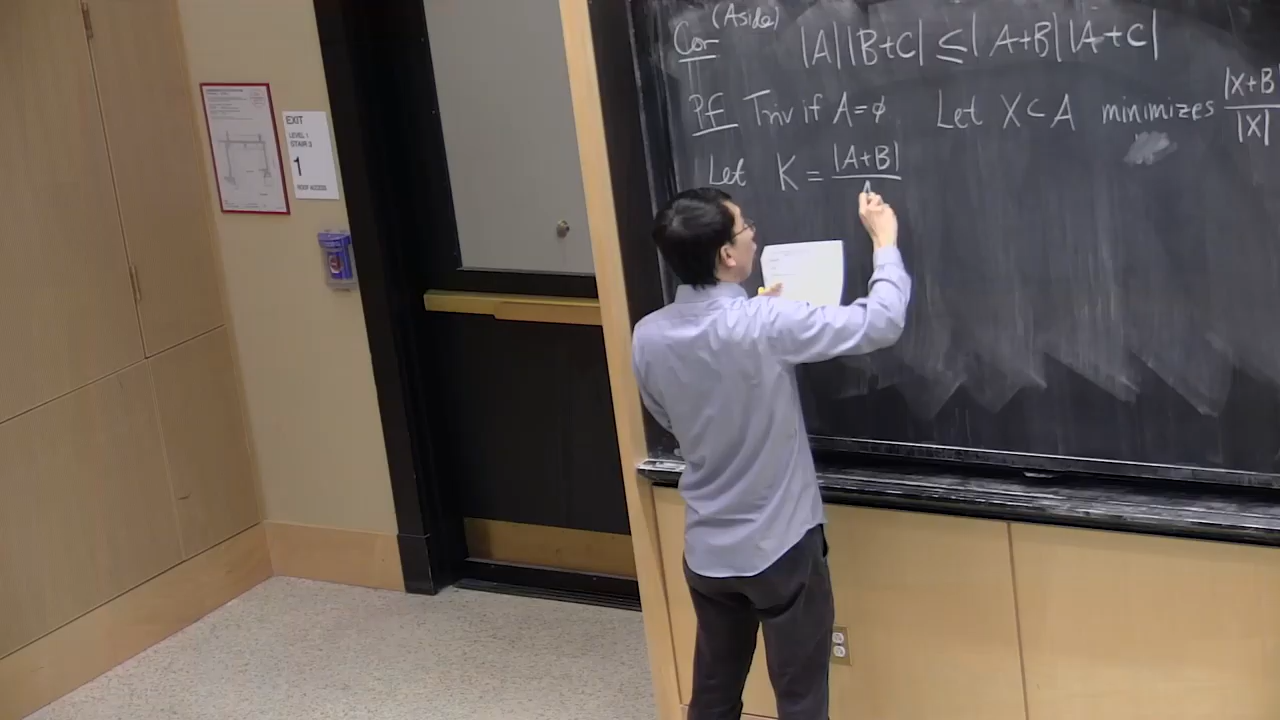 Cor (Aside) |A||B+C| ≤ |A+B||A+C|
Pf Triv if A=∅ Let X⊂A minimizes |X+B|/|X|
Let K = |A+B|/
EXIT
LEVEL 1
STAIR 3
1
ROOF ACCESS